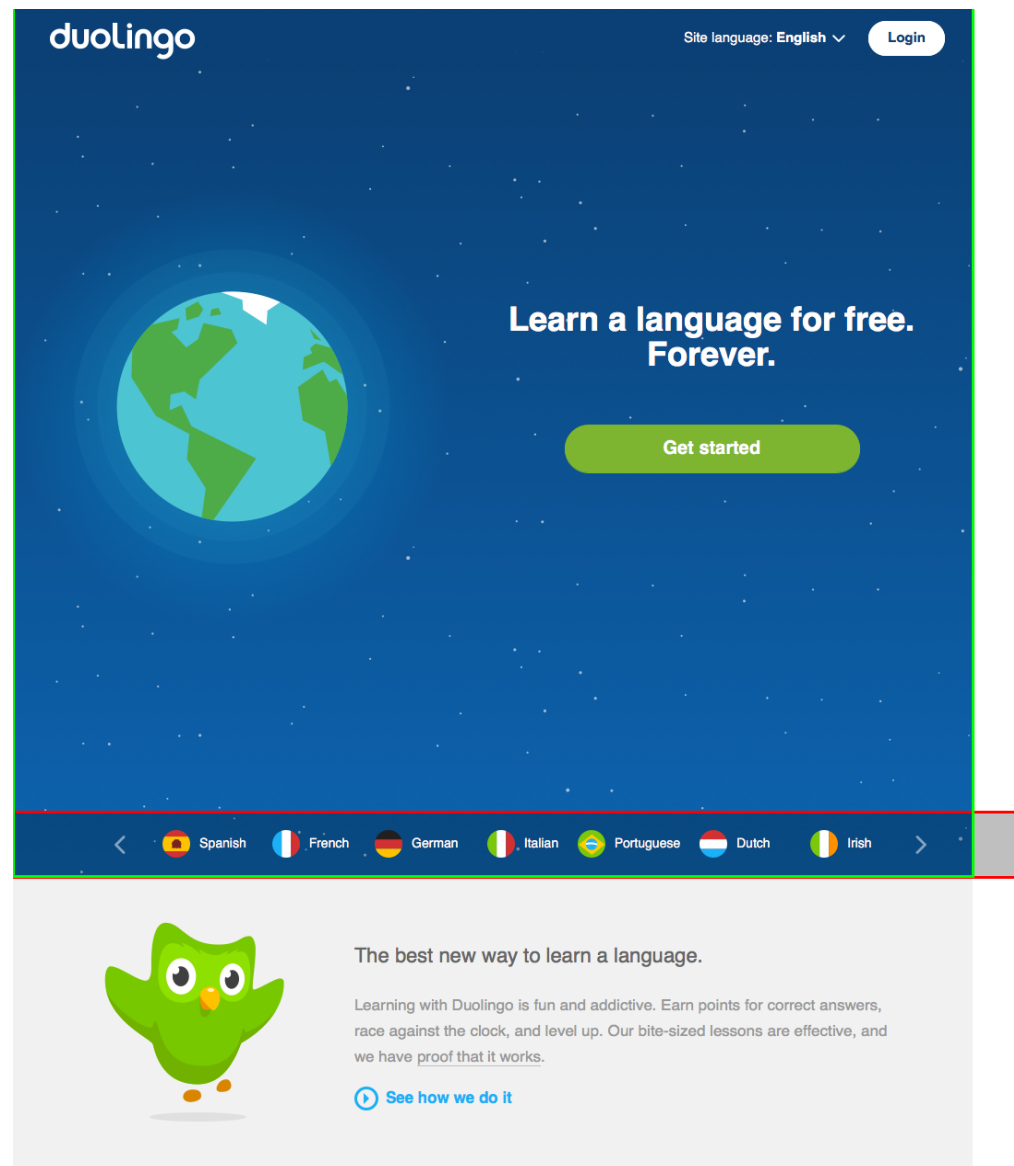 duolingo
Site language: English
Login
Learn a language for free.
Forever.
Get started
Spanish
French
German
Italian
Portuguese
Dutch
Irish
The best new way to learn a language.
Learning with Duolingo is fun and addictive. Earn points for correct answers,
race against the clock, and level up. Our bite-sized lessons are effective, and
we have proof that it works.
See how we do it